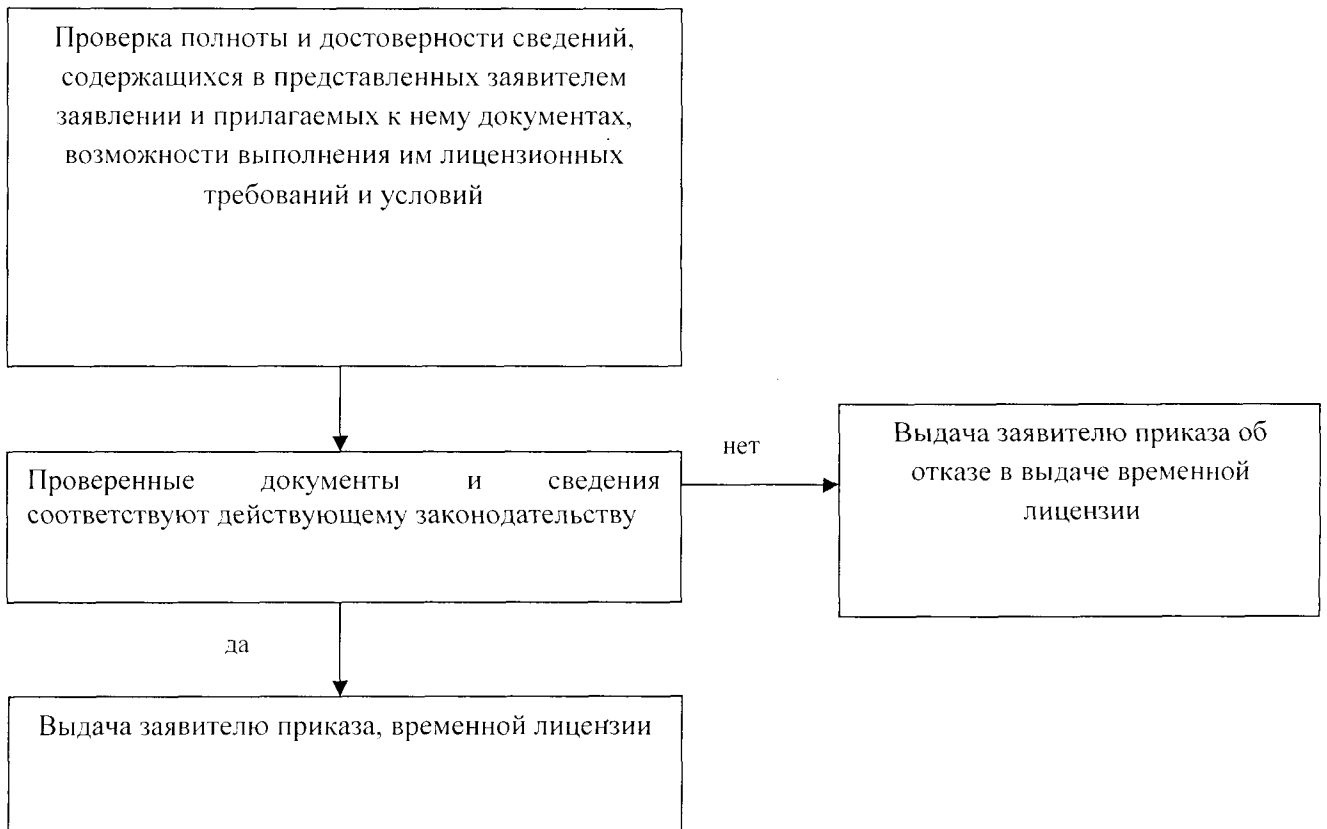 Проверка полноты и достоверности сведений,
содержащихся в представленных заявителем
заявлении и прилагаемых к нему документах,
возможности выполнения им лицензионных
требований и условий
нет
Выдача заявителю приказа об
отказе в выдаче временной
лицензии
Проверенные документы и сведения
соответствуют действующему законодательству
да
Выдача заявителю приказа, временной лицензии